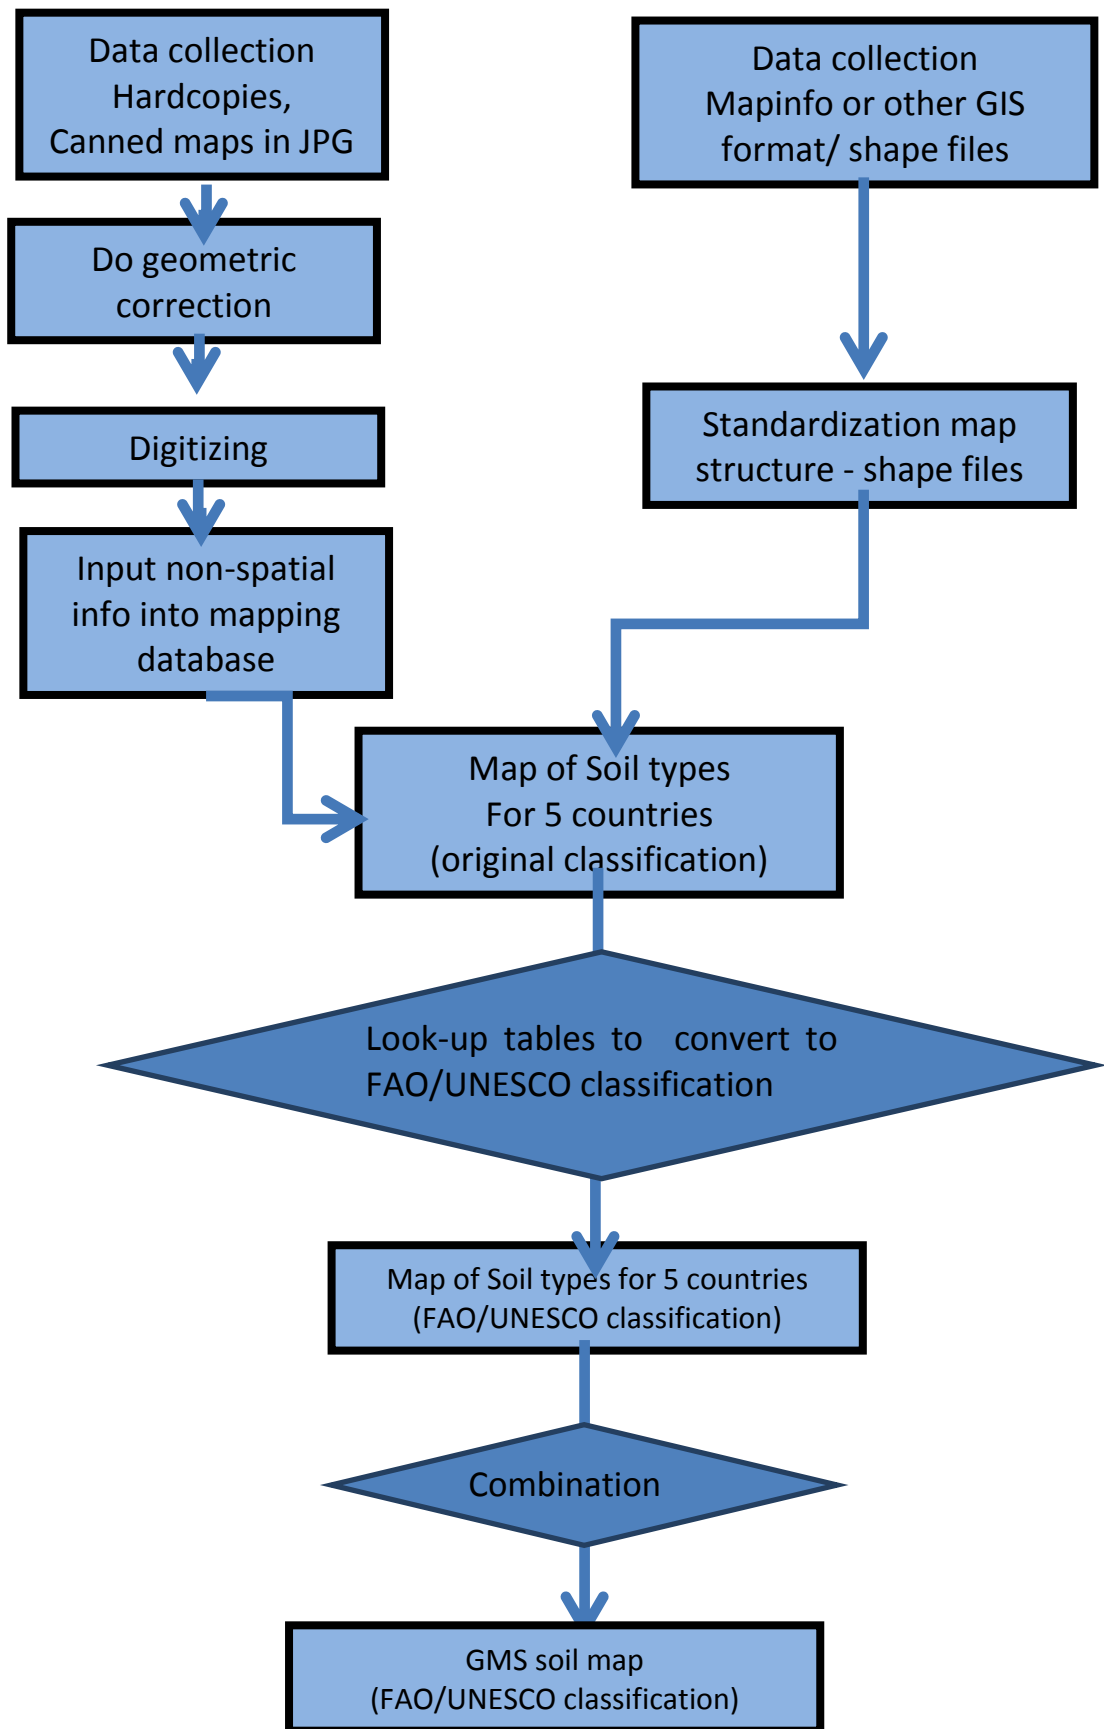 Data collection
Hardcopies,
Canned maps in JPG
Data collection
Mapinfo or other GIS
format/ shape files
Do geometric
correction
Digitizing
Standardization map
structure - shape files
Input non-spatial
info into mapping
database
Map of Soil types
For 5 countries
(original classification)
Look-up tables to convert to
FAO/UNESCO classification
Map of Soil types for 5 countries
(FAO/UNESCO classification)
Combination
GMS soil map
(FAO/UNESCO classification)